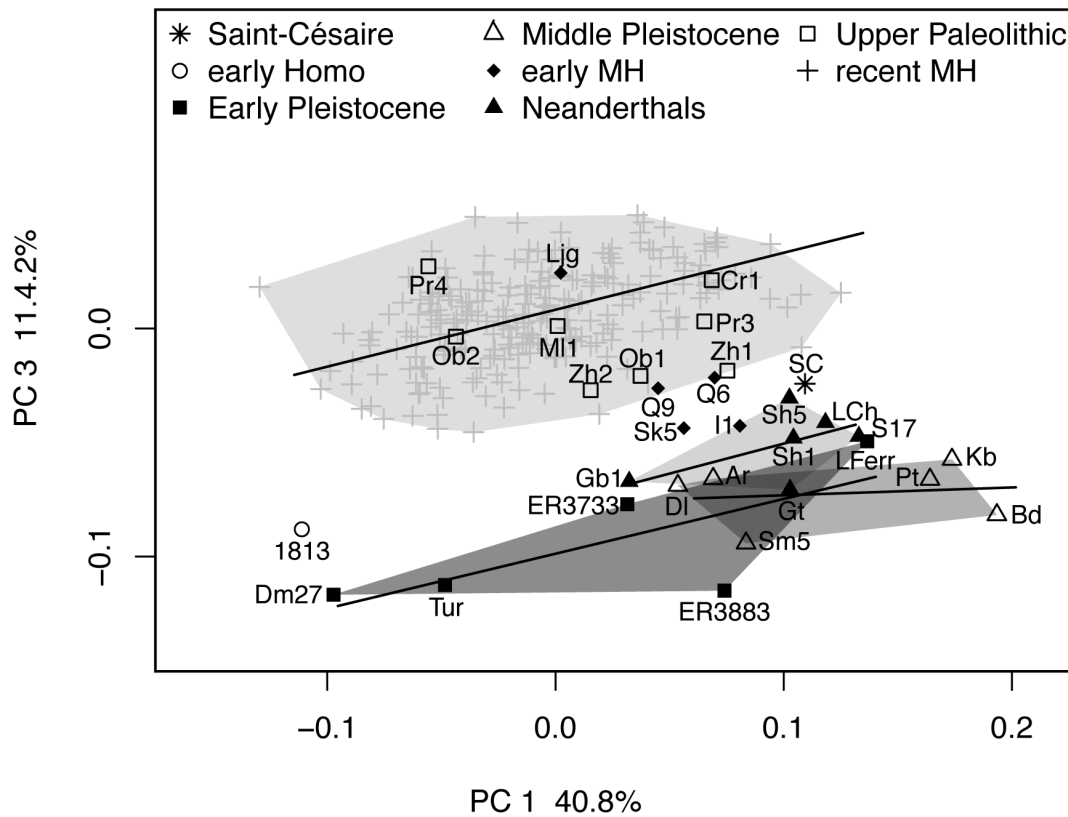 Saint-Césaire
early Homo
Early Pleistocene
Middle Pleistocene
early MH
Neanderthals
Upper Paleolithic
recent MH
PC 3  11.4.2%
0.0
−0.1
Ljg
Pr4
Cr1
Pr3
Ob2
Ml1
Ob1
Zh1
Zh2
SC
Q9
Q6
Sh5
LCh
Sk5
I1
S17
Sh1
LFerr
Gb1
Ar
Pt
Kb
ER3733
Dl
Gt
Bd
1813
Sm5
Dm27
Tur
ER3883
−0.1
0.0
0.1
0.2
PC 1  40.8%